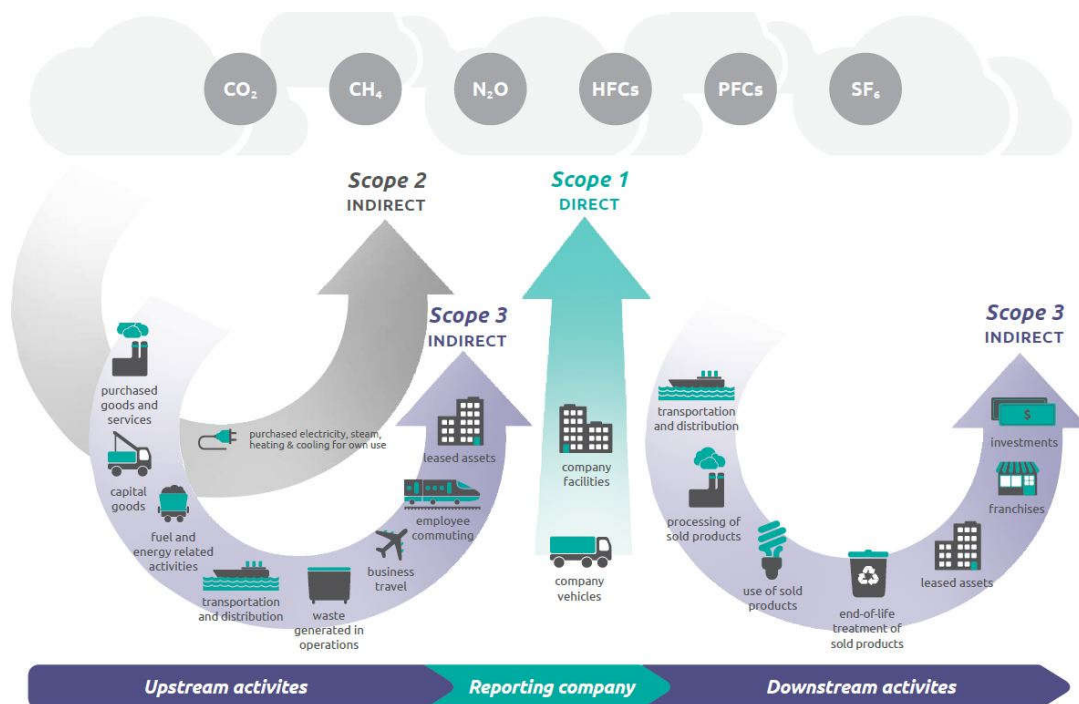 CO₂
CH₄
N₂O
HFCs
PFCs
SF₆
Scope 2
INDIRECT
Scope 1
DIRECT
Scope 3
INDIRECT
Scope 3
INDIRECT
purchased
goods and
services
capital
goods
fuel and
energy related
activities
transportation
and distribution
waste
generated in
operations
business
travel
employee
commuting
leased assets
purchased electricity, steam,
heating & cooling for own use
company
facilities
company
vehicles
transportation
and distribution
processing of
sold products
use of sold
products
end-of-life
treatment of
sold products
leased assets
franchises
investments
$
Upstream activites
Reporting company
Downstream activites